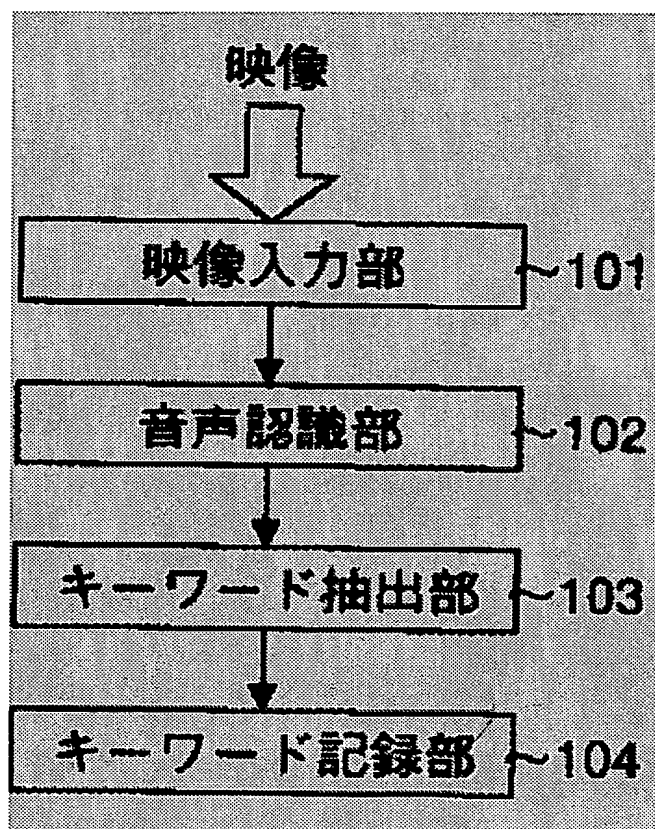 映像
映像入力部 ~101
音声認識部 ~102
キーワード抽出部 ~103
キーワード記録部 ~104